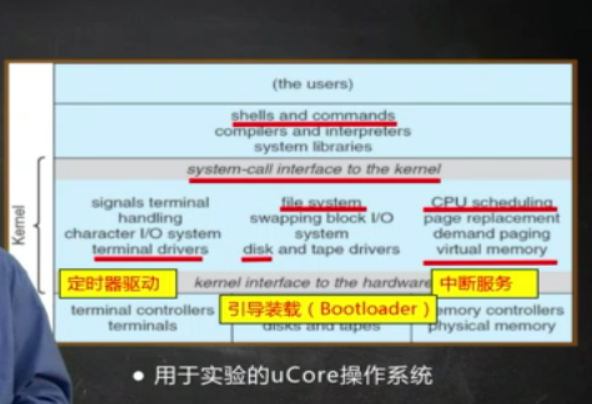 (the users)
shells and commands
compilers and interpreters
system libraries
system-call interface to the kernel
Kernel
signals terminal
handling
character I/O system
terminal drivers
file system
swapping block I/O
system
disk and tape drivers
CPU scheduling
page replacement
demand paging
virtual memory
定时器驱动
kernel interface to the hardware
中断服务
引导装载（Bootloader）
terminal controllers
terminals
disks and tapes
memory controllers
physical memory
● 用于实验的uCore操作系统